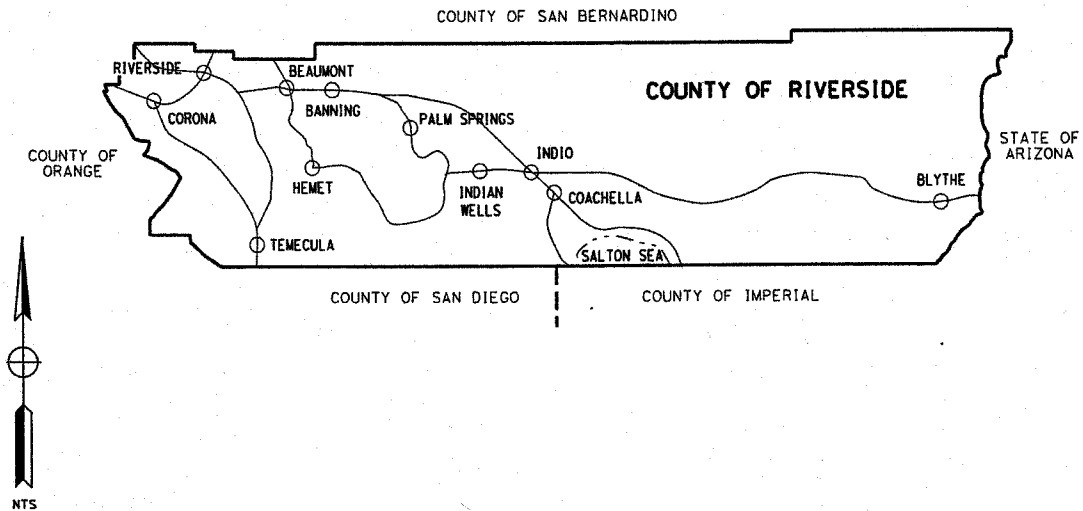 COUNTY OF SAN BERNARDINO
RIVERSIDE
BEAUMONT
COUNTY OF RIVERSIDE
BANNING
CORONA
PALM SPRINGS
STATE OF
ARIZONA
COUNTY OF
ORANGE
INDIO
HEMET
INDIAN
WELLS
COACHELLA
BLYTHE
TEMECULA
SALTON SEA
COUNTY OF SAN DIEGO
COUNTY OF IMPERIAL
NTS